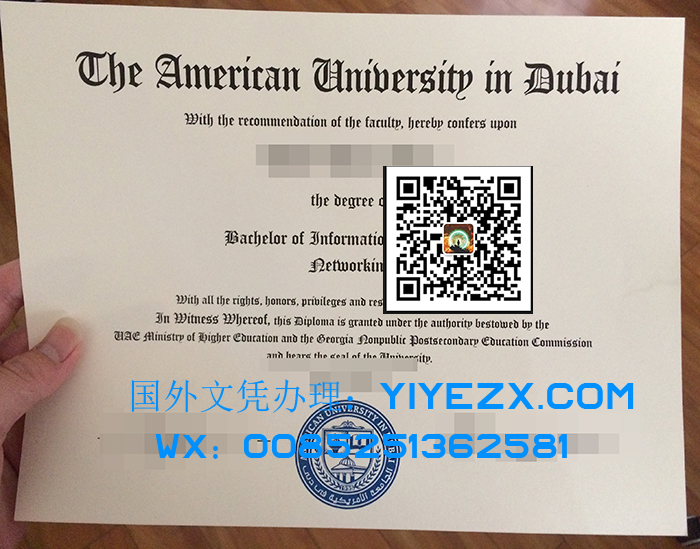 The American University in Dubai
With the recommendation of the faculty, hereby confers upon
the degree
Bachelor of
Networkin
With all the rights, honors, privileges and
In Witness Whereof, this Diploma is granted under the authority bestowed by the
UAE Ministry of Higher Education and the Georgia Nonpublic Postsecondary Education Commission
and bears the seal of the University.
国外文凭办理：YIYEZX.COM
WX：0085251362581